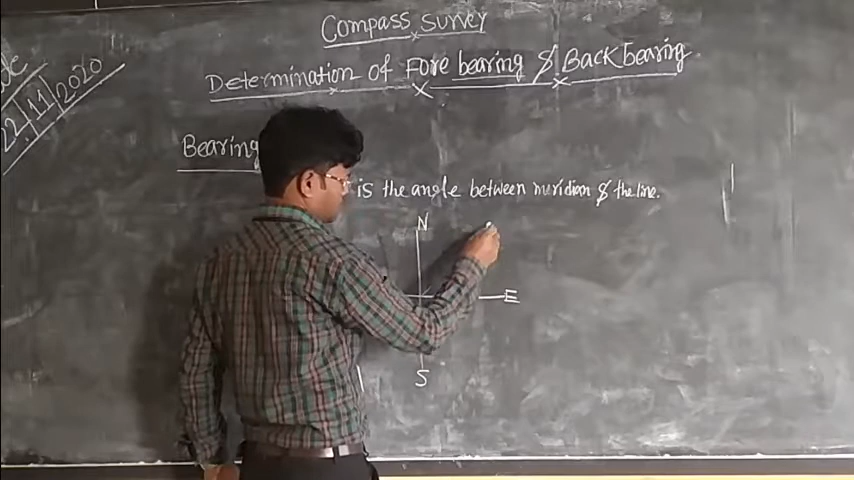 Compass Survey
Determination of Fore bearing & Back bearing.
22/11/2020
Bearing
is the angle between meridian & the line.
N
E
S